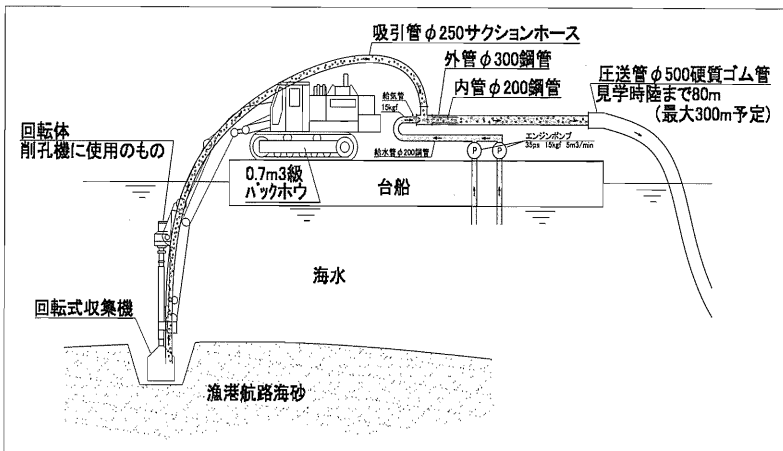 吸引管φ250サクションホース
外管φ300鋼管
内管φ200鋼管
圧送管φ500硬質ゴム管
見学時陸まで80m
(最大300m予定)
給気管
15kgf
回転体
削孔機に使用のもの
エンジンポンプ
35ps 15kgf 5m3/min
給水管φ200鋼管
P P
0.7m3級
バックホウ
台船
海水
回転式収集機
漁港航路海砂